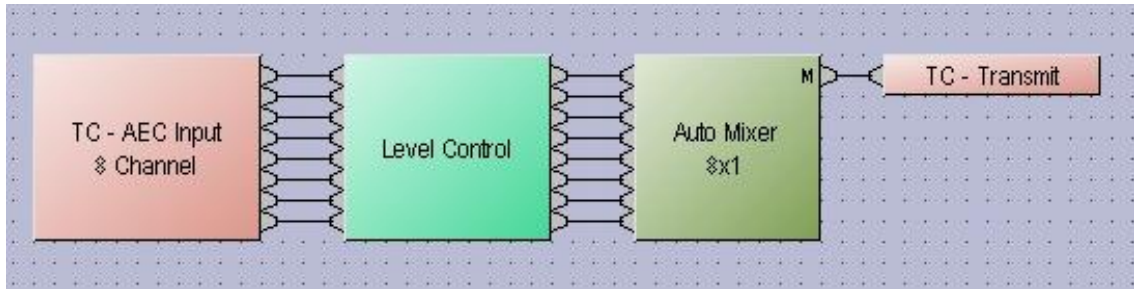 TC - AEC Input
8 Channel
Level Control
Auto Mixer
8x1
M
TC - Transmit